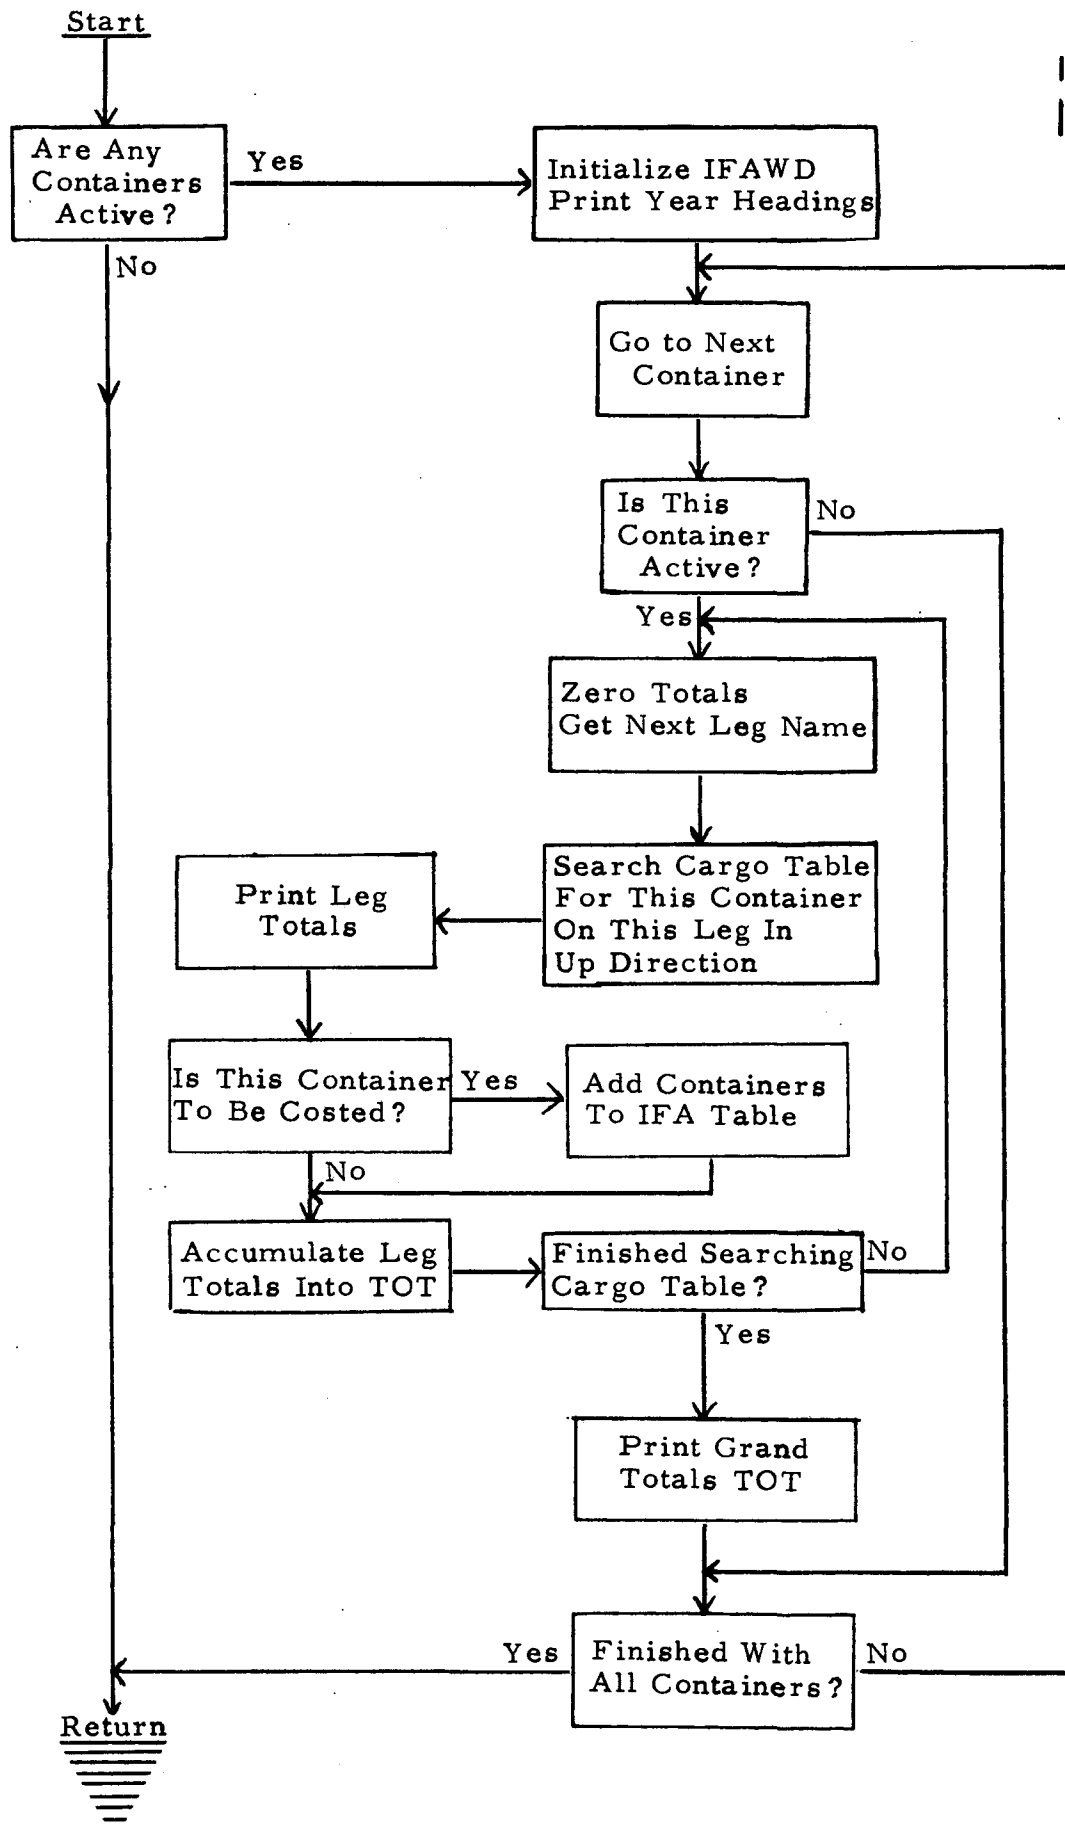 Start
Are Any
Containers
Active?
Yes
No
Initialize IFAWD
Print Year Headings
Go to Next
Container
Is This
Container
Active?
No
Yes
Zero Totals
Get Next Leg Name
Search Cargo Table
For This Container
On This Leg In
Up Direction
Print Leg
Totals
Is This Container
To Be Costed?
Yes
No
Add Containers
To IFA Table
Accumulate Leg
Totals Into TOT
Finished Searching
Cargo Table?
No
Yes
Print Grand
Totals TOT
Finished With
All Containers?
Yes
No
Return